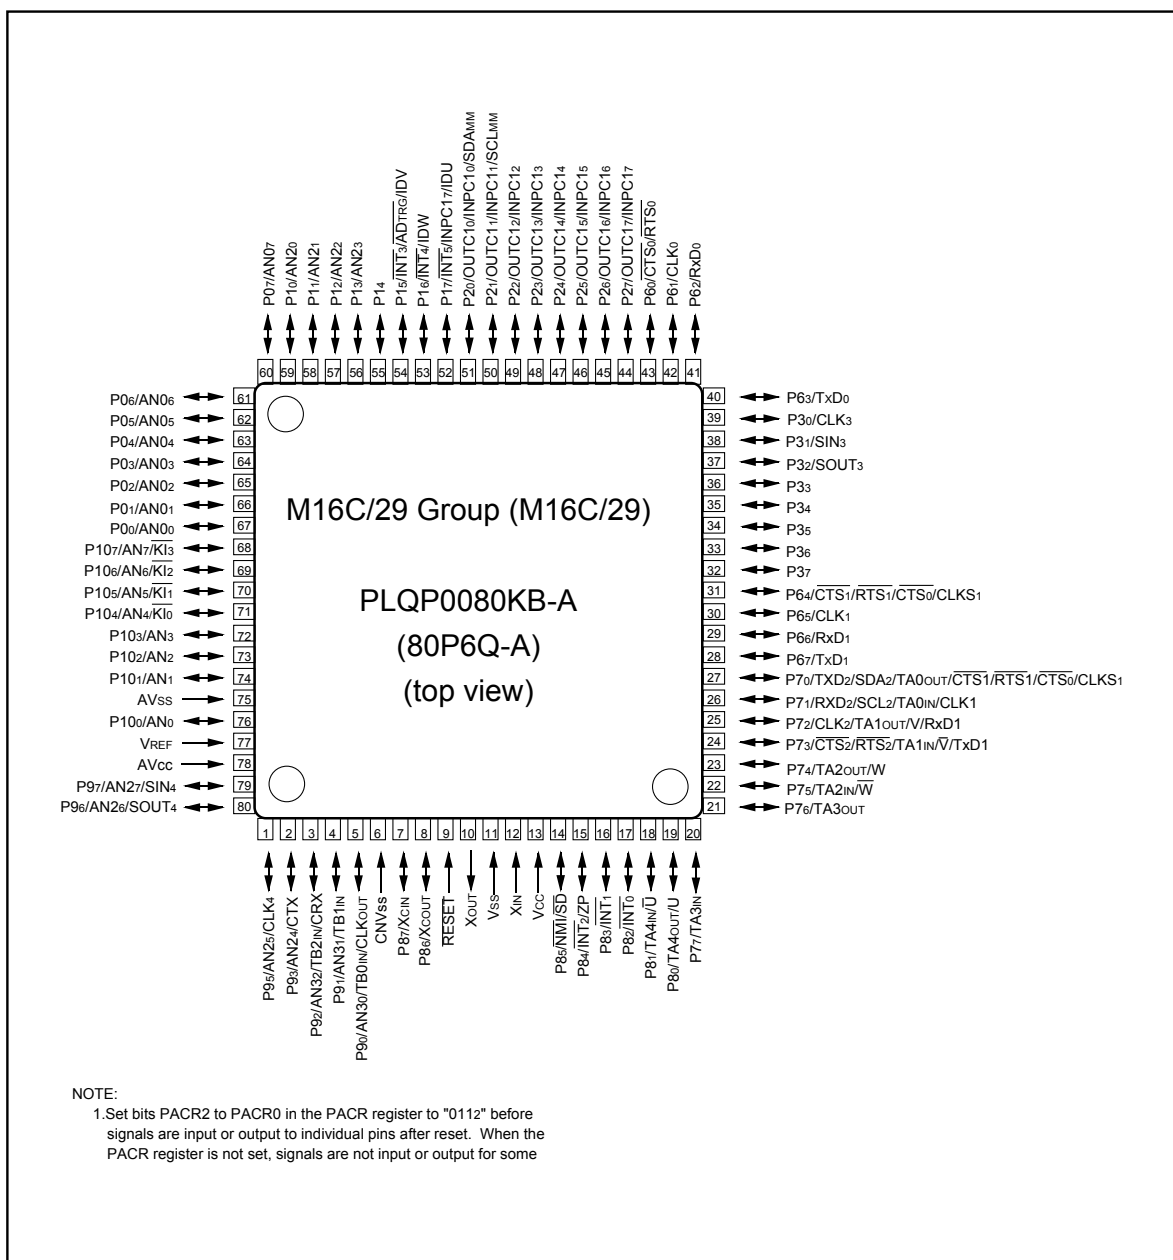 P07/AN07
P10/AN20
P11/AN21
P12/AN22
P13/AN23
P14
P15/INT3/ADTRG/IDV
P16/INT4/IDW
P17/INT5/INPC17/IDU
P20/OUTC10/INPC10/SDAMM
P21/OUTC11/INPC11/SCLMM
P22/OUTC12/INPC12
P23/OUTC13/INPC13
P24/OUTC14/INPC14
P25/OUTC15/INPC15
P26/OUTC16/INPC16
P27/OUTC17/INPC17
P60/CTS0/RTS0
P61/CLK0
P62/RxD0
60 59 58 57 56 55 54 53 52 51 50 49 48 47 46 45 44 43 42 41
P06/AN06 61
P05/AN05 62
P04/AN04 63
P03/AN03 64
P02/AN02 65
P01/AN01 66
P00/AN00 67
P107/AN7/KI3 68
P106/AN6/KI2 69
P105/AN5/KI1 70
P104/AN4/KI0 71
P103/AN3 72
P102/AN2 73
P101/AN1 74
AVSS 75
P100/AN0 76
VREF 77
AVCC 78
P97/AN27/SIN4 79
P96/AN26/SOUT4 80
M16C/29 Group (M16C/29)
PLQP0080KB-A
(80P6Q-A)
(top view)
40 P63/TxD0
39 P30/CLK3
38 P31/SIN3
37 P32/SOUT3
36 P33
35 P34
34 P35
33 P36
32 P37
31 P64/CTS1/RTS1/CTS0/CLKS1
30 P65/CLK1
29 P66/RxD1
28 P67/TxD1
27 P70/TXD2/SDA2/TA0OUT/CTS1/RTS1/CTS0/CLKS1
26 P71/RXD2/SCL2/TA0IN/CLK1
25 P72/CLK2/TA1OUT/V/RxD1
24 P73/CTS2/RTS2/TA1IN/V/TxD1
23 P74/TA2OUT/W
22 P75/TA2IN/W
21 P76/TA3OUT
1 2 3 4 5 6 7 8 9 10 11 12 13 14 15 16 17 18 19 20
P95/AN25/CLK4
P93/AN24/CTX
P92/AN32/TB2IN/CRX
P91/AN31/TB1IN
P90/AN30/TB0IN/CLKOUT
CNVss
P87/XCIN
P86/XCOUT
RESET
XOUT
Vss
XIN
VCC
P85/NMI/SD
P84/INT2/ZP
P83/INT1
P82/INT0
P81/TA4IN/U
P80/TA4OUT/U
P77/TA3IN
NOTE:
1.Set bits PACR2 to PACR0 in the PACR register to "0112" before
signals are input or output to individual pins after reset. When the
PACR register is not set, signals are not input or output for some